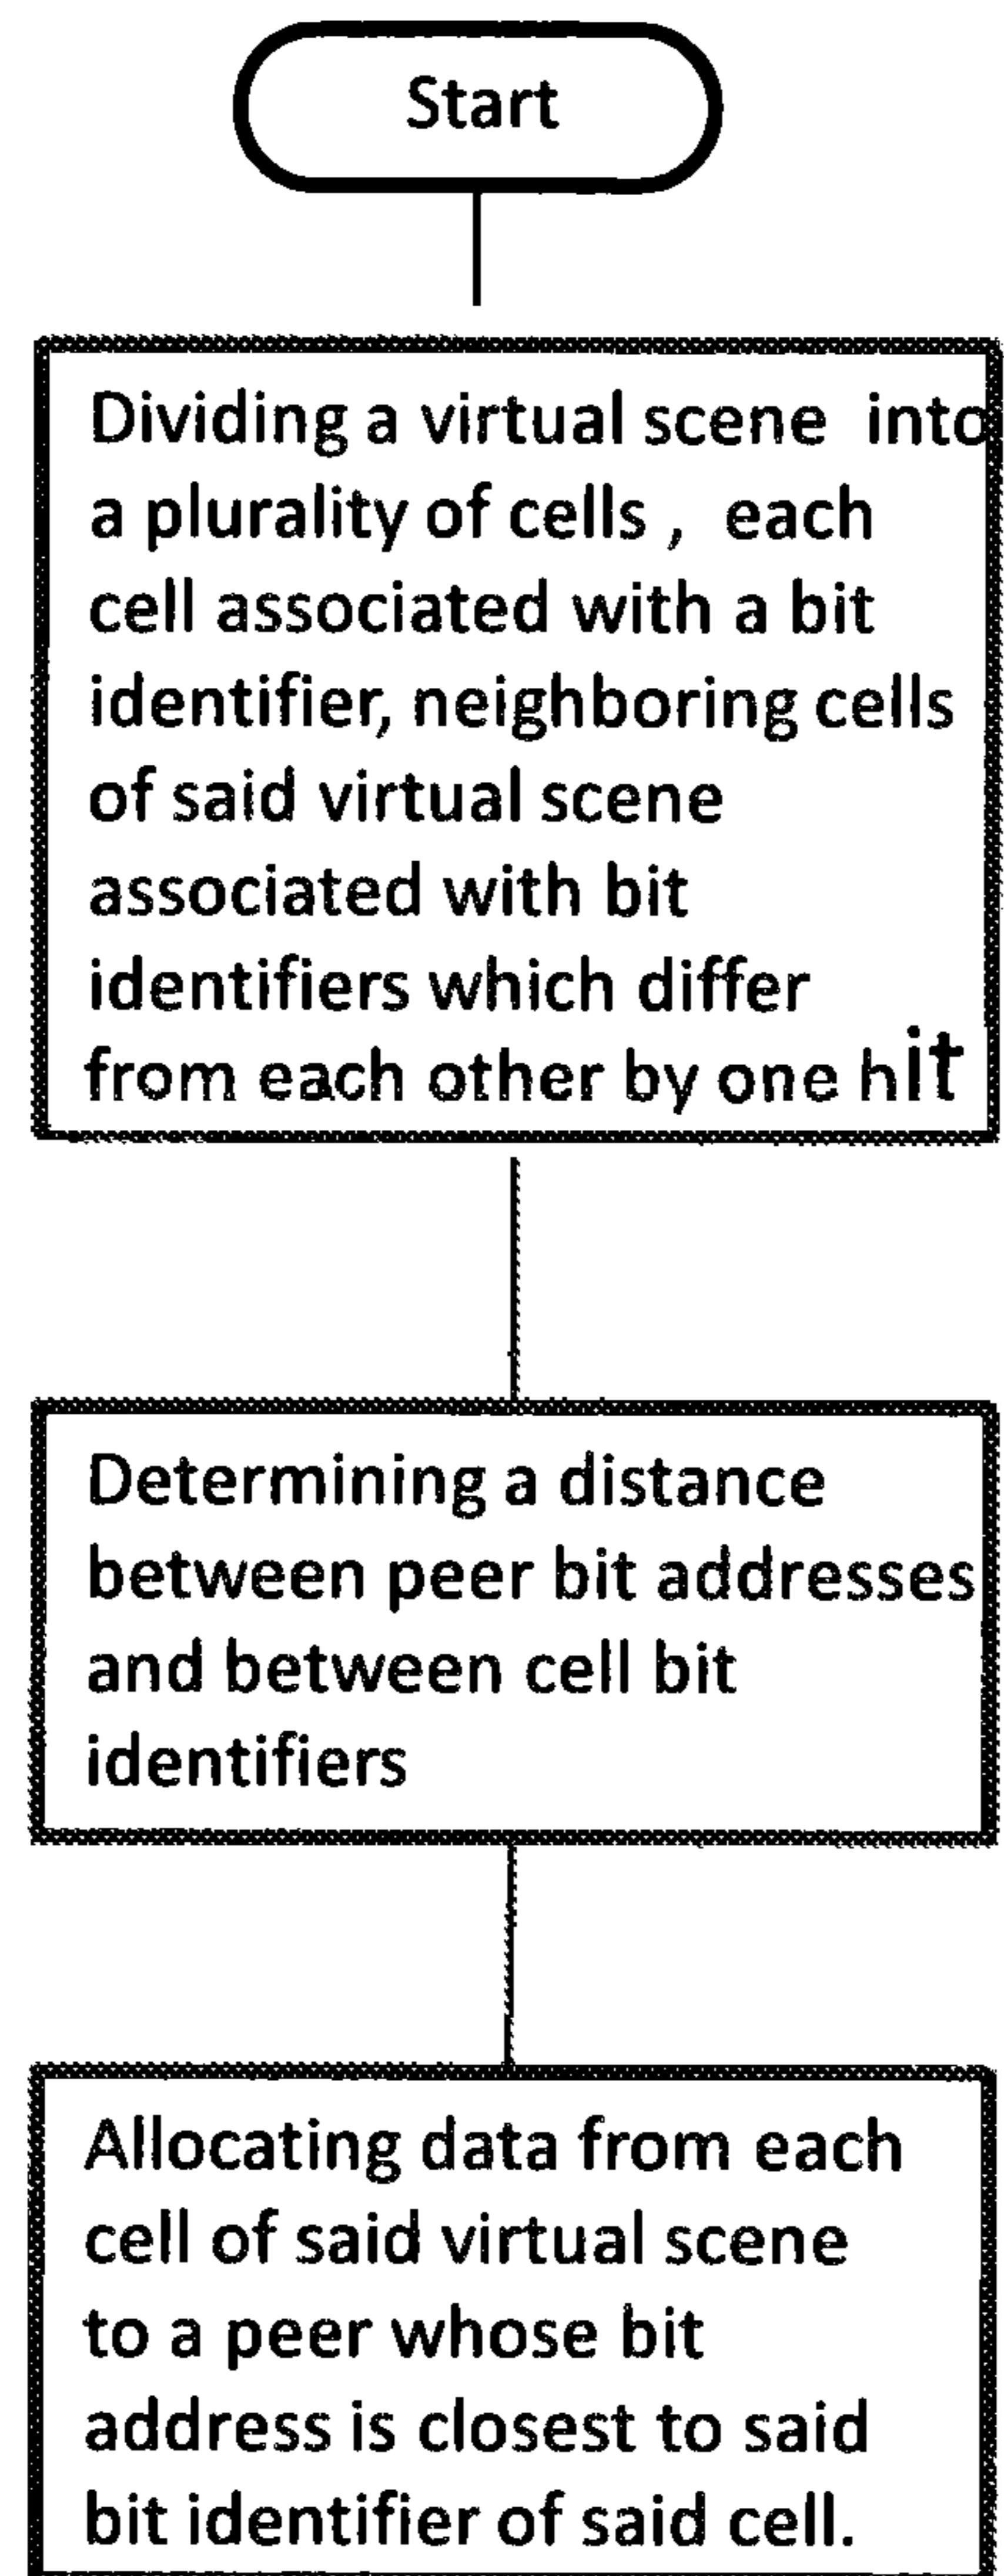 Start
Dividing a virtual scene into
a plurality of cells , each
cell associated with a bit
identifier, neighboring cells
of said virtual scene
associated with bit
identifiers which differ
from each other by one hit
Determining a distance
between peer bit addresses
and between cell bit
identifiers
Allocating data from each
cell of said virtual scene
to a peer whose bit
address is closest to said
bit identifier of said cell.